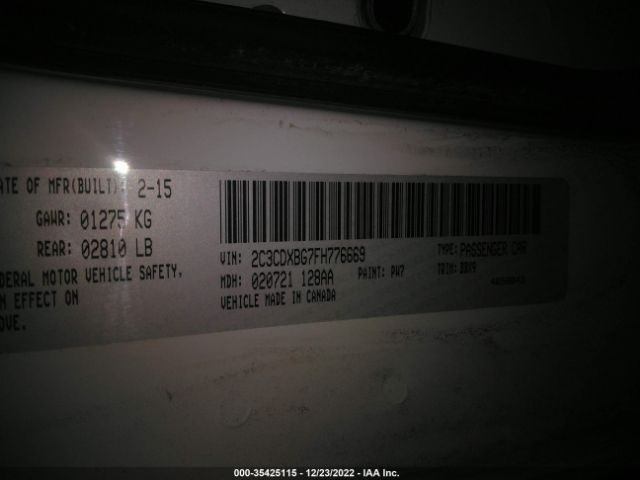 ATE OF MFR(BUILT): 2-15
GAWR: 01275 KG
REAR: 02810 LB
DERAL MOTOR VEHICLE SAFETY,
N EFFECT ON
OVE.
VIN: 2C3CDXBG7FH776669
TYPE: PASSENGER CAR
MDH: 020721 128AA
PAINT: PW7
TRIM:
VEHICLE MADE IN CANADA
000-35425115 - 12/23/2022 - IAA Inc.